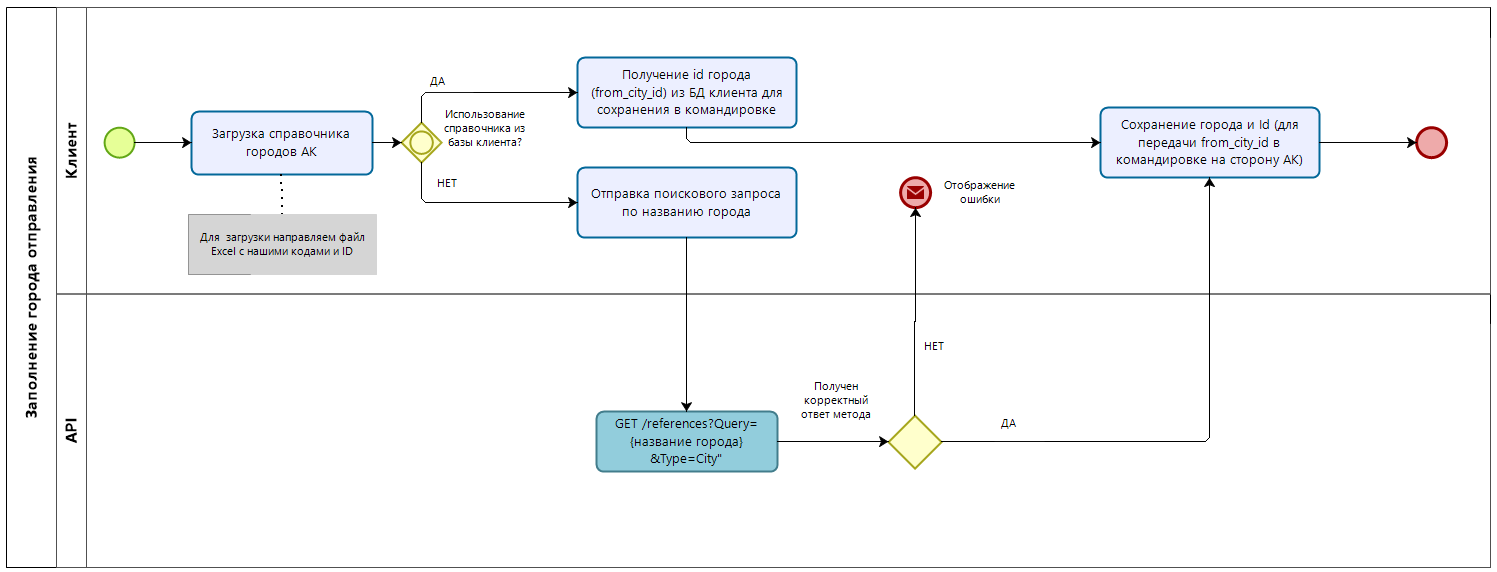 Заполнение города отправления
Клиент
Загрузка справочника
городов АК
Для загрузки направляем файл
Excel с нашими кодами и ID
ДА
Использование
справочника из
базы клиента?
НЕТ
Получение id города
(from_city_id) из БД клиента для
сохранения в командировке
Отправка поискового запроса
по названию города
Отображение
ошибки
Сохранение города и Id (для
передачи from_city_id в
командировке на сторону АК)
API
GET /references?Query=
{название города}
&Type=City"
Получен
корректный
ответ метода
НЕТ
ДА